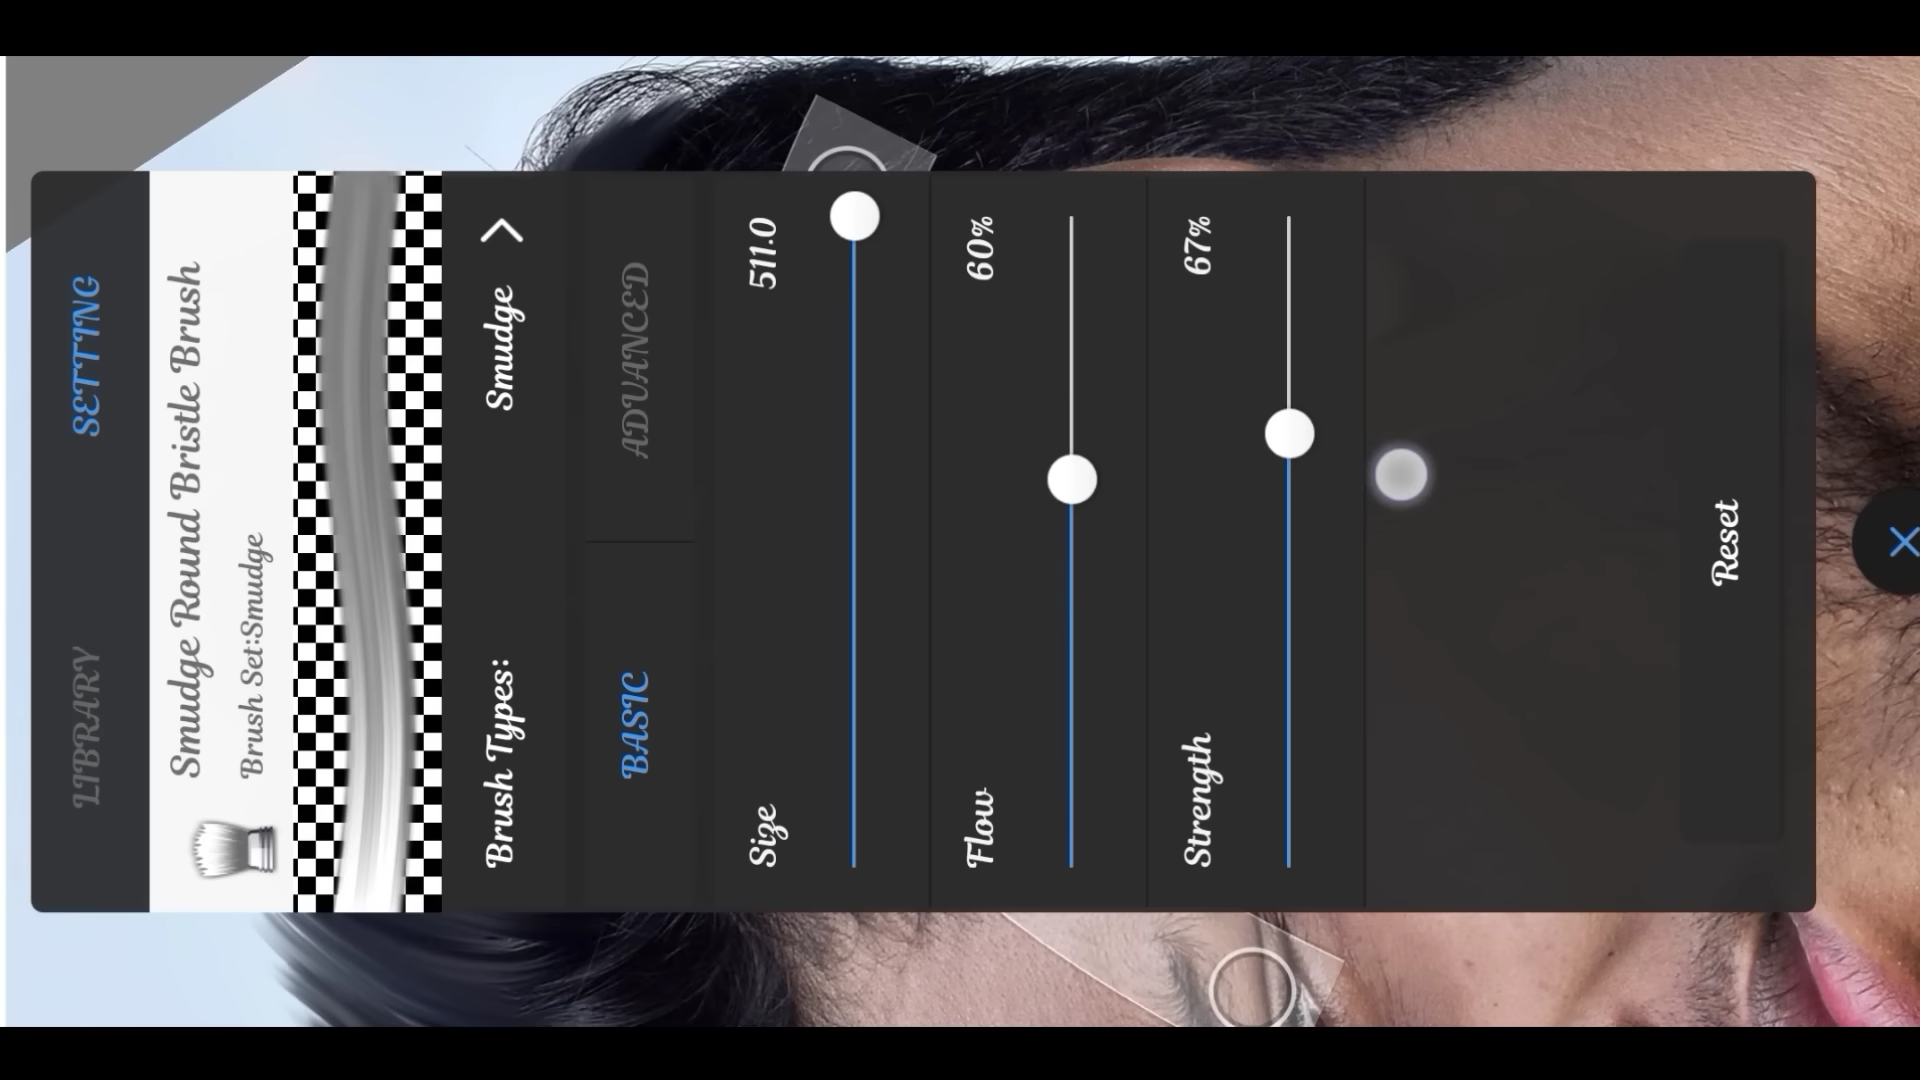 LIBRARY SETTING
Smudge Round Bristle Brush
Brush Set:Smudge
Brush Types: Smudge
BASIC ADVANCED
Size 511.0
Flow 60%
Strength 67%
Reset